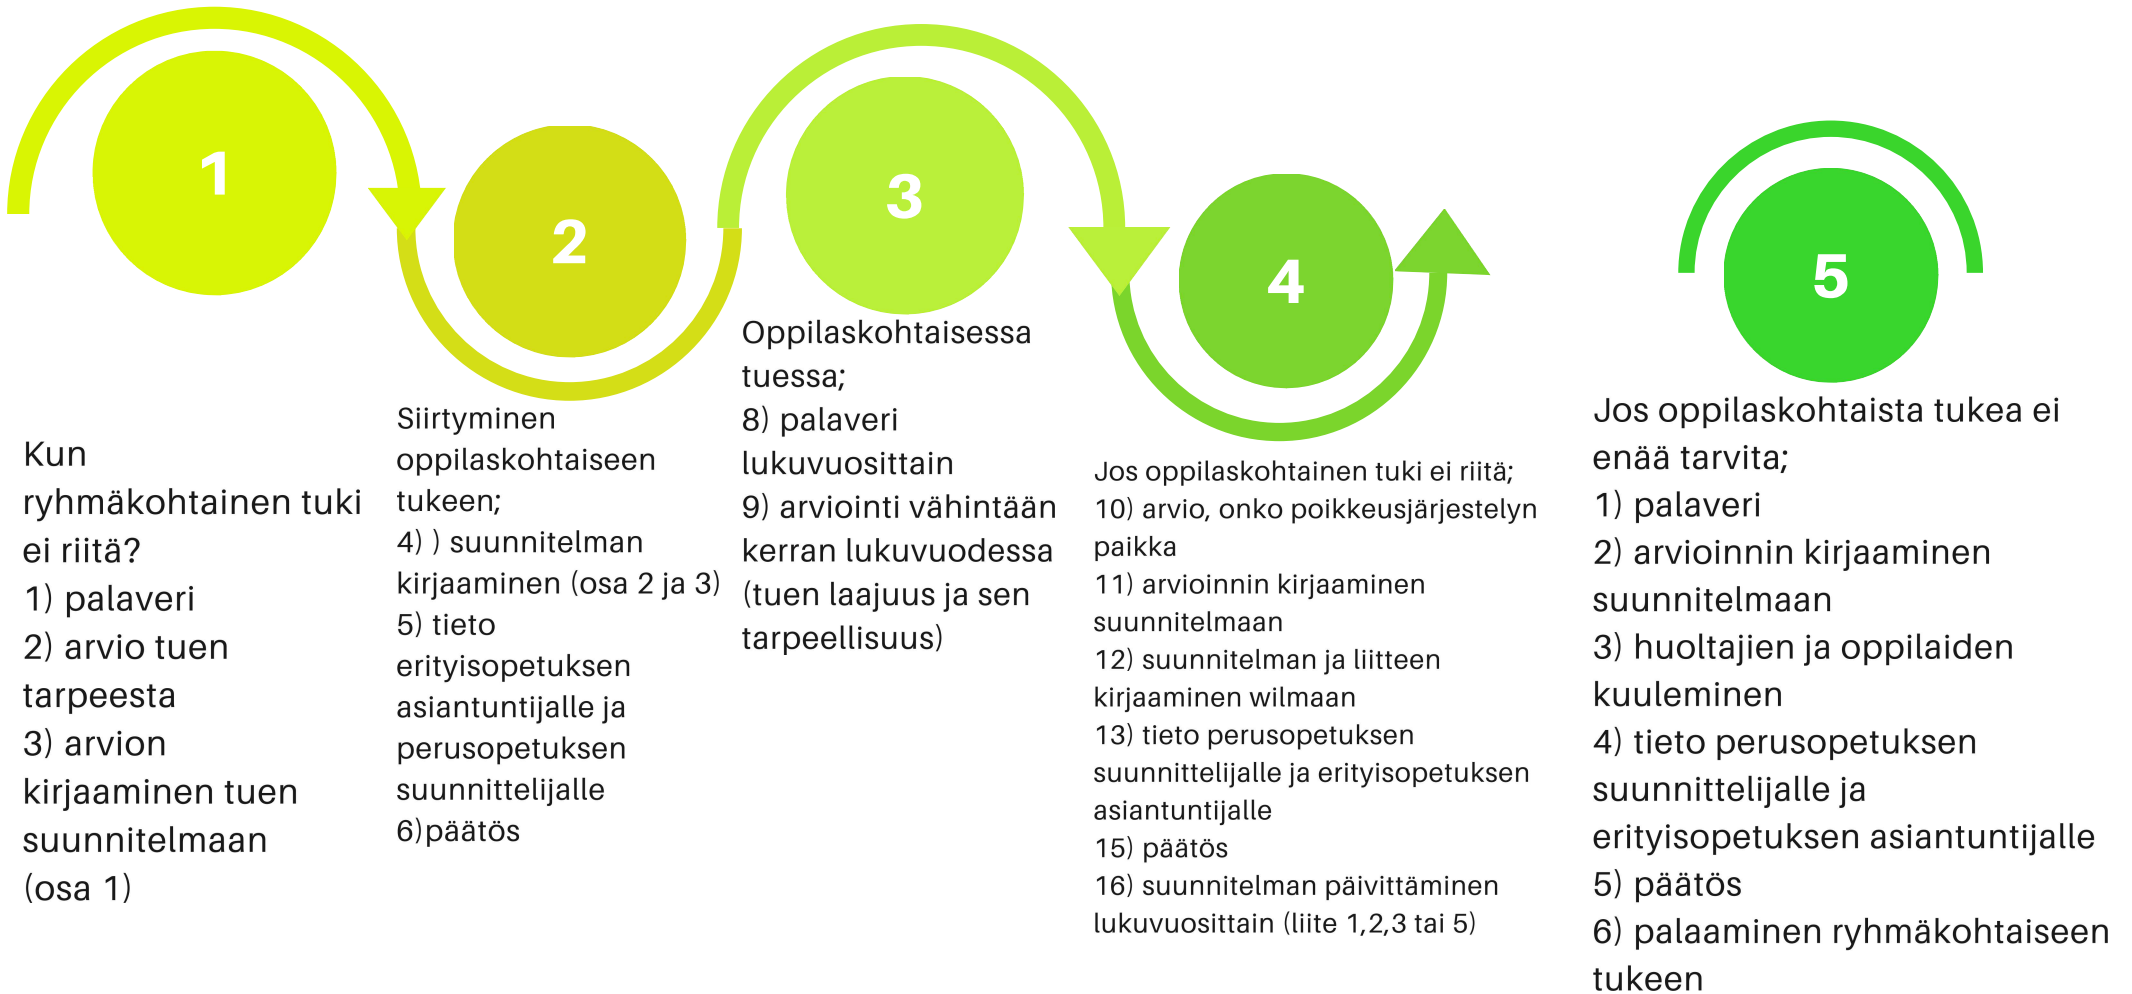 1
Kun
ryhmäkohtainen tuki
ei riitä?
1) palaveri
2) arvio tuen
tarpeesta
3) arvion
kirjaaminen tuen
suunnitelmaan
(osa 1)
2
Siirtyminen
oppilaskohtaiseen
tukeen;
4) ) suunnitelman
kirjaaminen (osa 2 ja 3)
5) tieto
erityisopetuksen
asiantuntijalle ja
perusopetuksen
suunnittelijalle
6)päätös
3
Oppilaskohtaisessa
tuessa;
8) palaveri
lukuvuosittain
9) arviointi vähintään
kerran lukuvuodessa
(tuen laajuus ja sen
tarpeellisuus)
4
Jos oppilaskohtainen tuki ei riitä;
10) arvio, onko poikkeusjärjestelyn
paikka
11) arvioinnin kirjaaminen
suunnitelmaan
12) suunnitelman ja liitteen
kirjaaminen wilmaan
13) tieto perusopetuksen
suunnittelijalle ja erityisopetuksen
asiantuntijalle
15) päätös
16) suunnitelman päivittäminen
lukuvuosittain (liite 1,2,3 tai 5)
5
Jos oppilaskohtaista tukea ei
enää tarvita;
1) palaveri
2) arvioinnin kirjaaminen
suunnitelmaan
3) huoltajien ja oppilaiden
kuuleminen
4) tieto perusopetuksen
suunnittelijalle ja
erityisopetuksen asiantuntijalle
5) päätös
6) palaaminen ryhmäkohtaiseen
tukeen